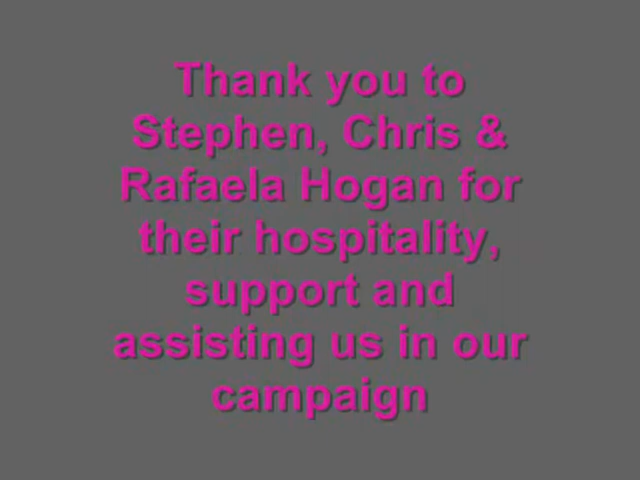 Thank you to
Stephen, Chris &
Rafaela Hogan for
their hospitality,
support and
assisting us in our
campaign